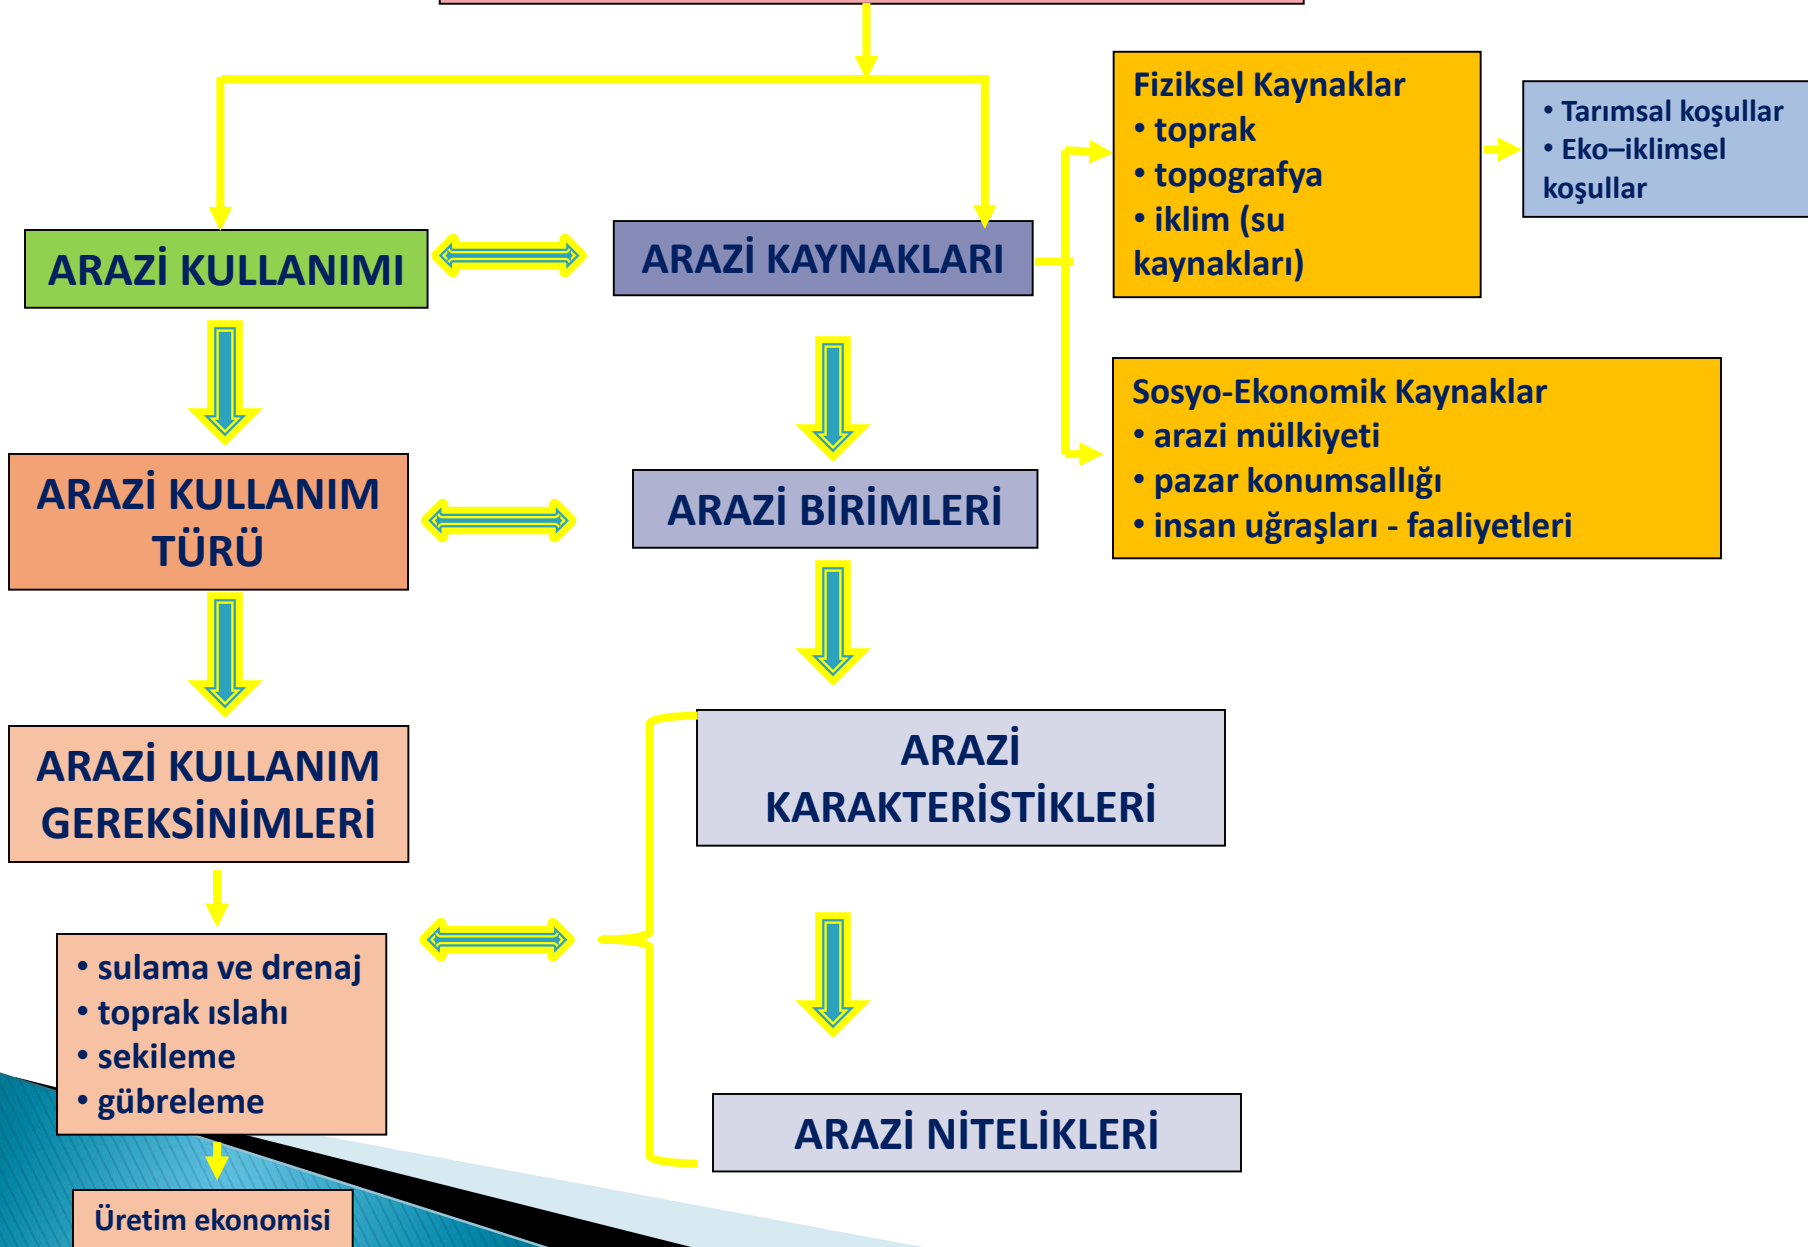 Fiziksel Kaynaklar
• toprak
• topografya
• iklim (su
kaynakları)
• Tarımsal koşullar
• Eko–iklimsel
koşullar
ARAZİ KULLANIMI
ARAZİ KAYNAKLARI
Sosyo-Ekonomik Kaynaklar
• arazi mülkiyeti
• pazar konumsallığı
• insan uğraşları - faaliyetleri
ARAZİ KULLANIM
TÜRÜ
ARAZİ BİRİMLERİ
ARAZİ KULLANIM
GEREKSİNİMLERİ
ARAZİ
KARAKTERİSTİKLERİ
• sulama ve drenaj
• toprak ıslahı
• sekileme
• gübreleme
ARAZİ NİTELİKLERİ
Üretim ekonomisi